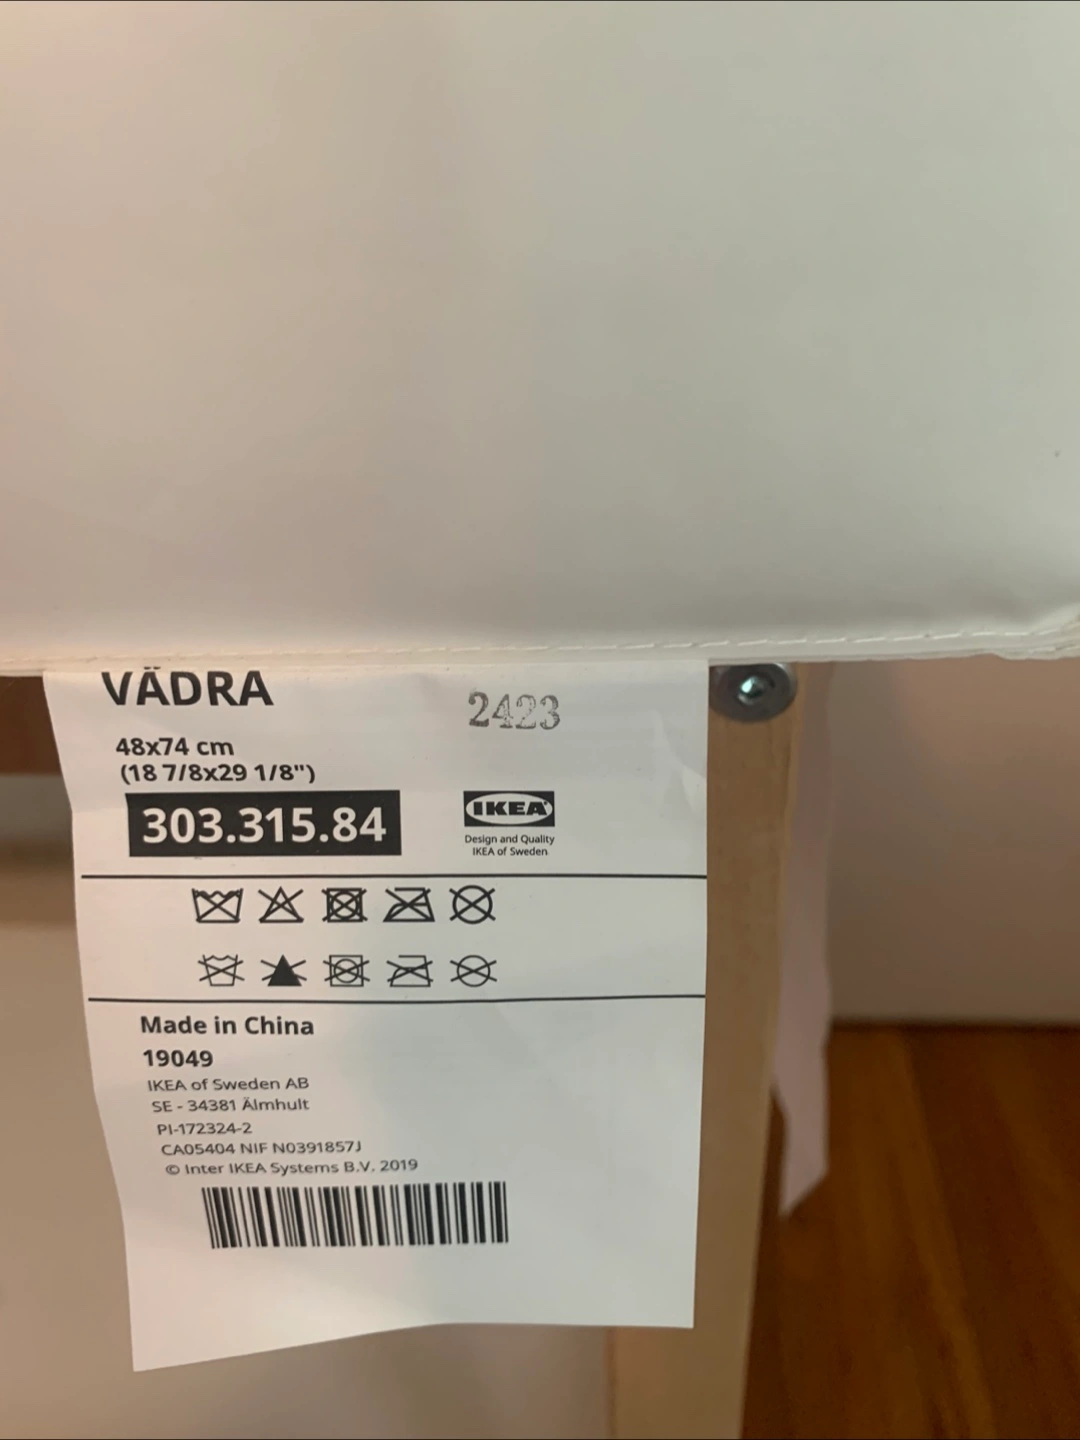 VÄDRA
2423
48x74 cm
(18 7/8x29 1/8")
303.315.84
IKEA
Design and Quality
IKEA of Sweden
Made in China
19049
IKEA of Sweden AB
SE - 34381 Älmhult
PI-172324-2
CA05404 NIF N0391857J
© Inter IKEA Systems B.V. 2019